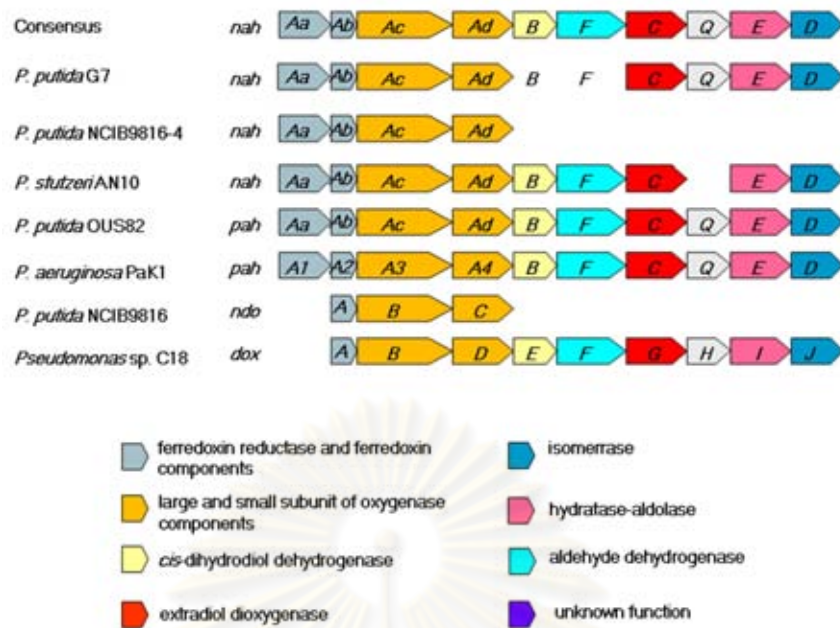 Consensus nah Aa Ab Ac Ad B F C Q E D
P. putida G7 nah Aa Ab Ac Ad B F C Q E D
P. putida NCIB9816-4 nah Aa Ab Ac Ad
P. stutzeri AN10 nah Aa Ab Ac Ad B F C E D
P. putida OUS82 pah Aa Ab Ac Ad B F C Q E D
P. aeruginosa PaK1 pah A1 A2 A3 A4 B F C Q E D
P. putida NCIB9816 ndo A B C
Pseudomonas sp. C18 dox A B D E F G H I J
ferredoxin reductase and ferredoxin
components
large and small subunit of oxygenase
components
cis-dihydrodiol dehydrogenase
extradiol dioxygenase
isomerrase
hydratase-aldolase
aldehyde dehydrogenase
unknown function